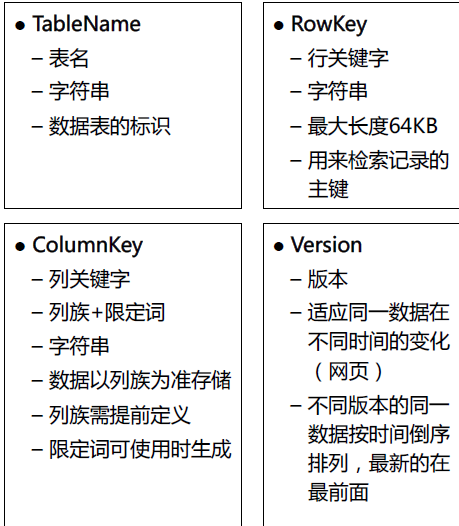 ● TableName
– 表名
– 字符串
– 数据表的标识
● RowKey
– 行关键字
– 字符串
– 最大长度64KB
– 用来检索记录的
主键
● ColumnKey
– 列关键字
– 列族+限定词
– 字符串
– 数据以列族为准存储
– 列族需提前定义
– 限定词可使用时生成
● Version
– 版本
– 适应同一数据在
不同时间的变化
（网页）
– 不同版本的同一
数据按时间倒序
排列，最新的在
最前面